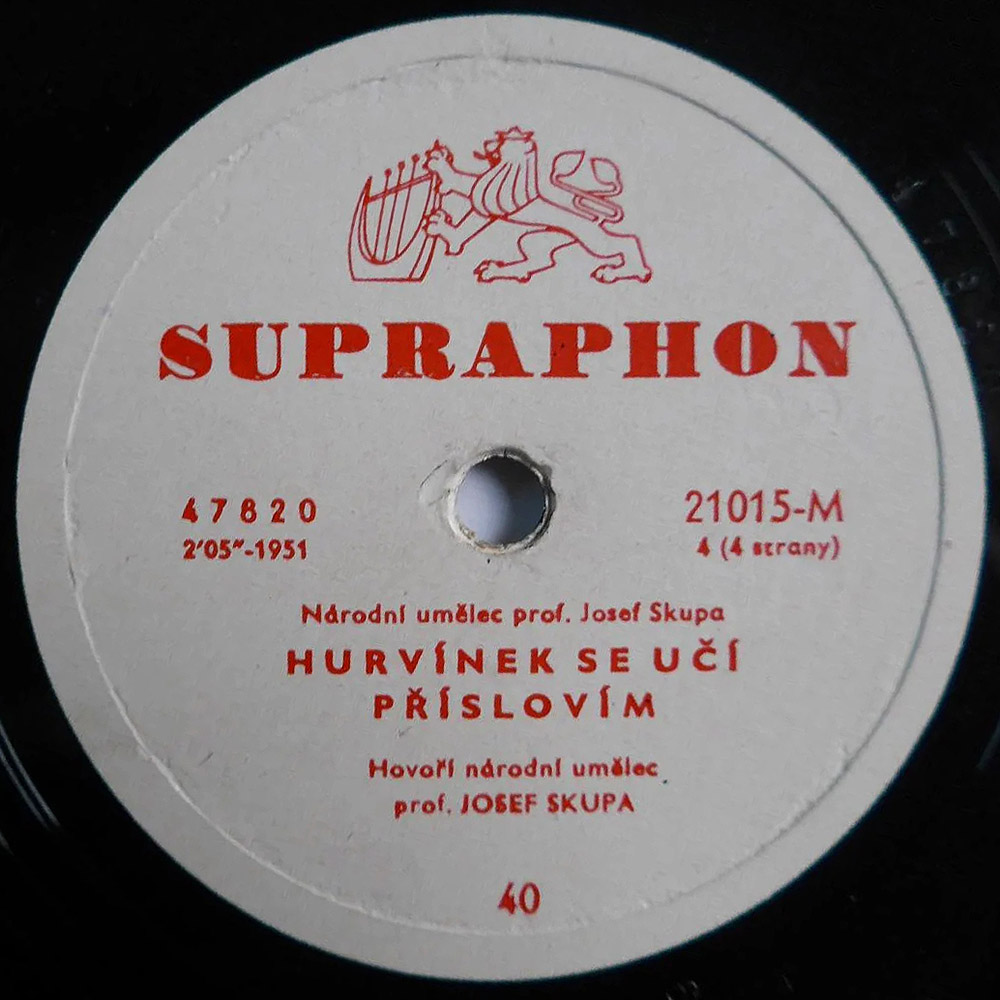 SUPRAPHON
47820
2'05"-1951
21015-M
4 (4 strany)
Národní umělec prof. Josef Skupa
HURVÍNEK SE UČÍ
PŘÍSLOVÍM
Hovoří národní umělec
prof. JOSEF SKUPA
40